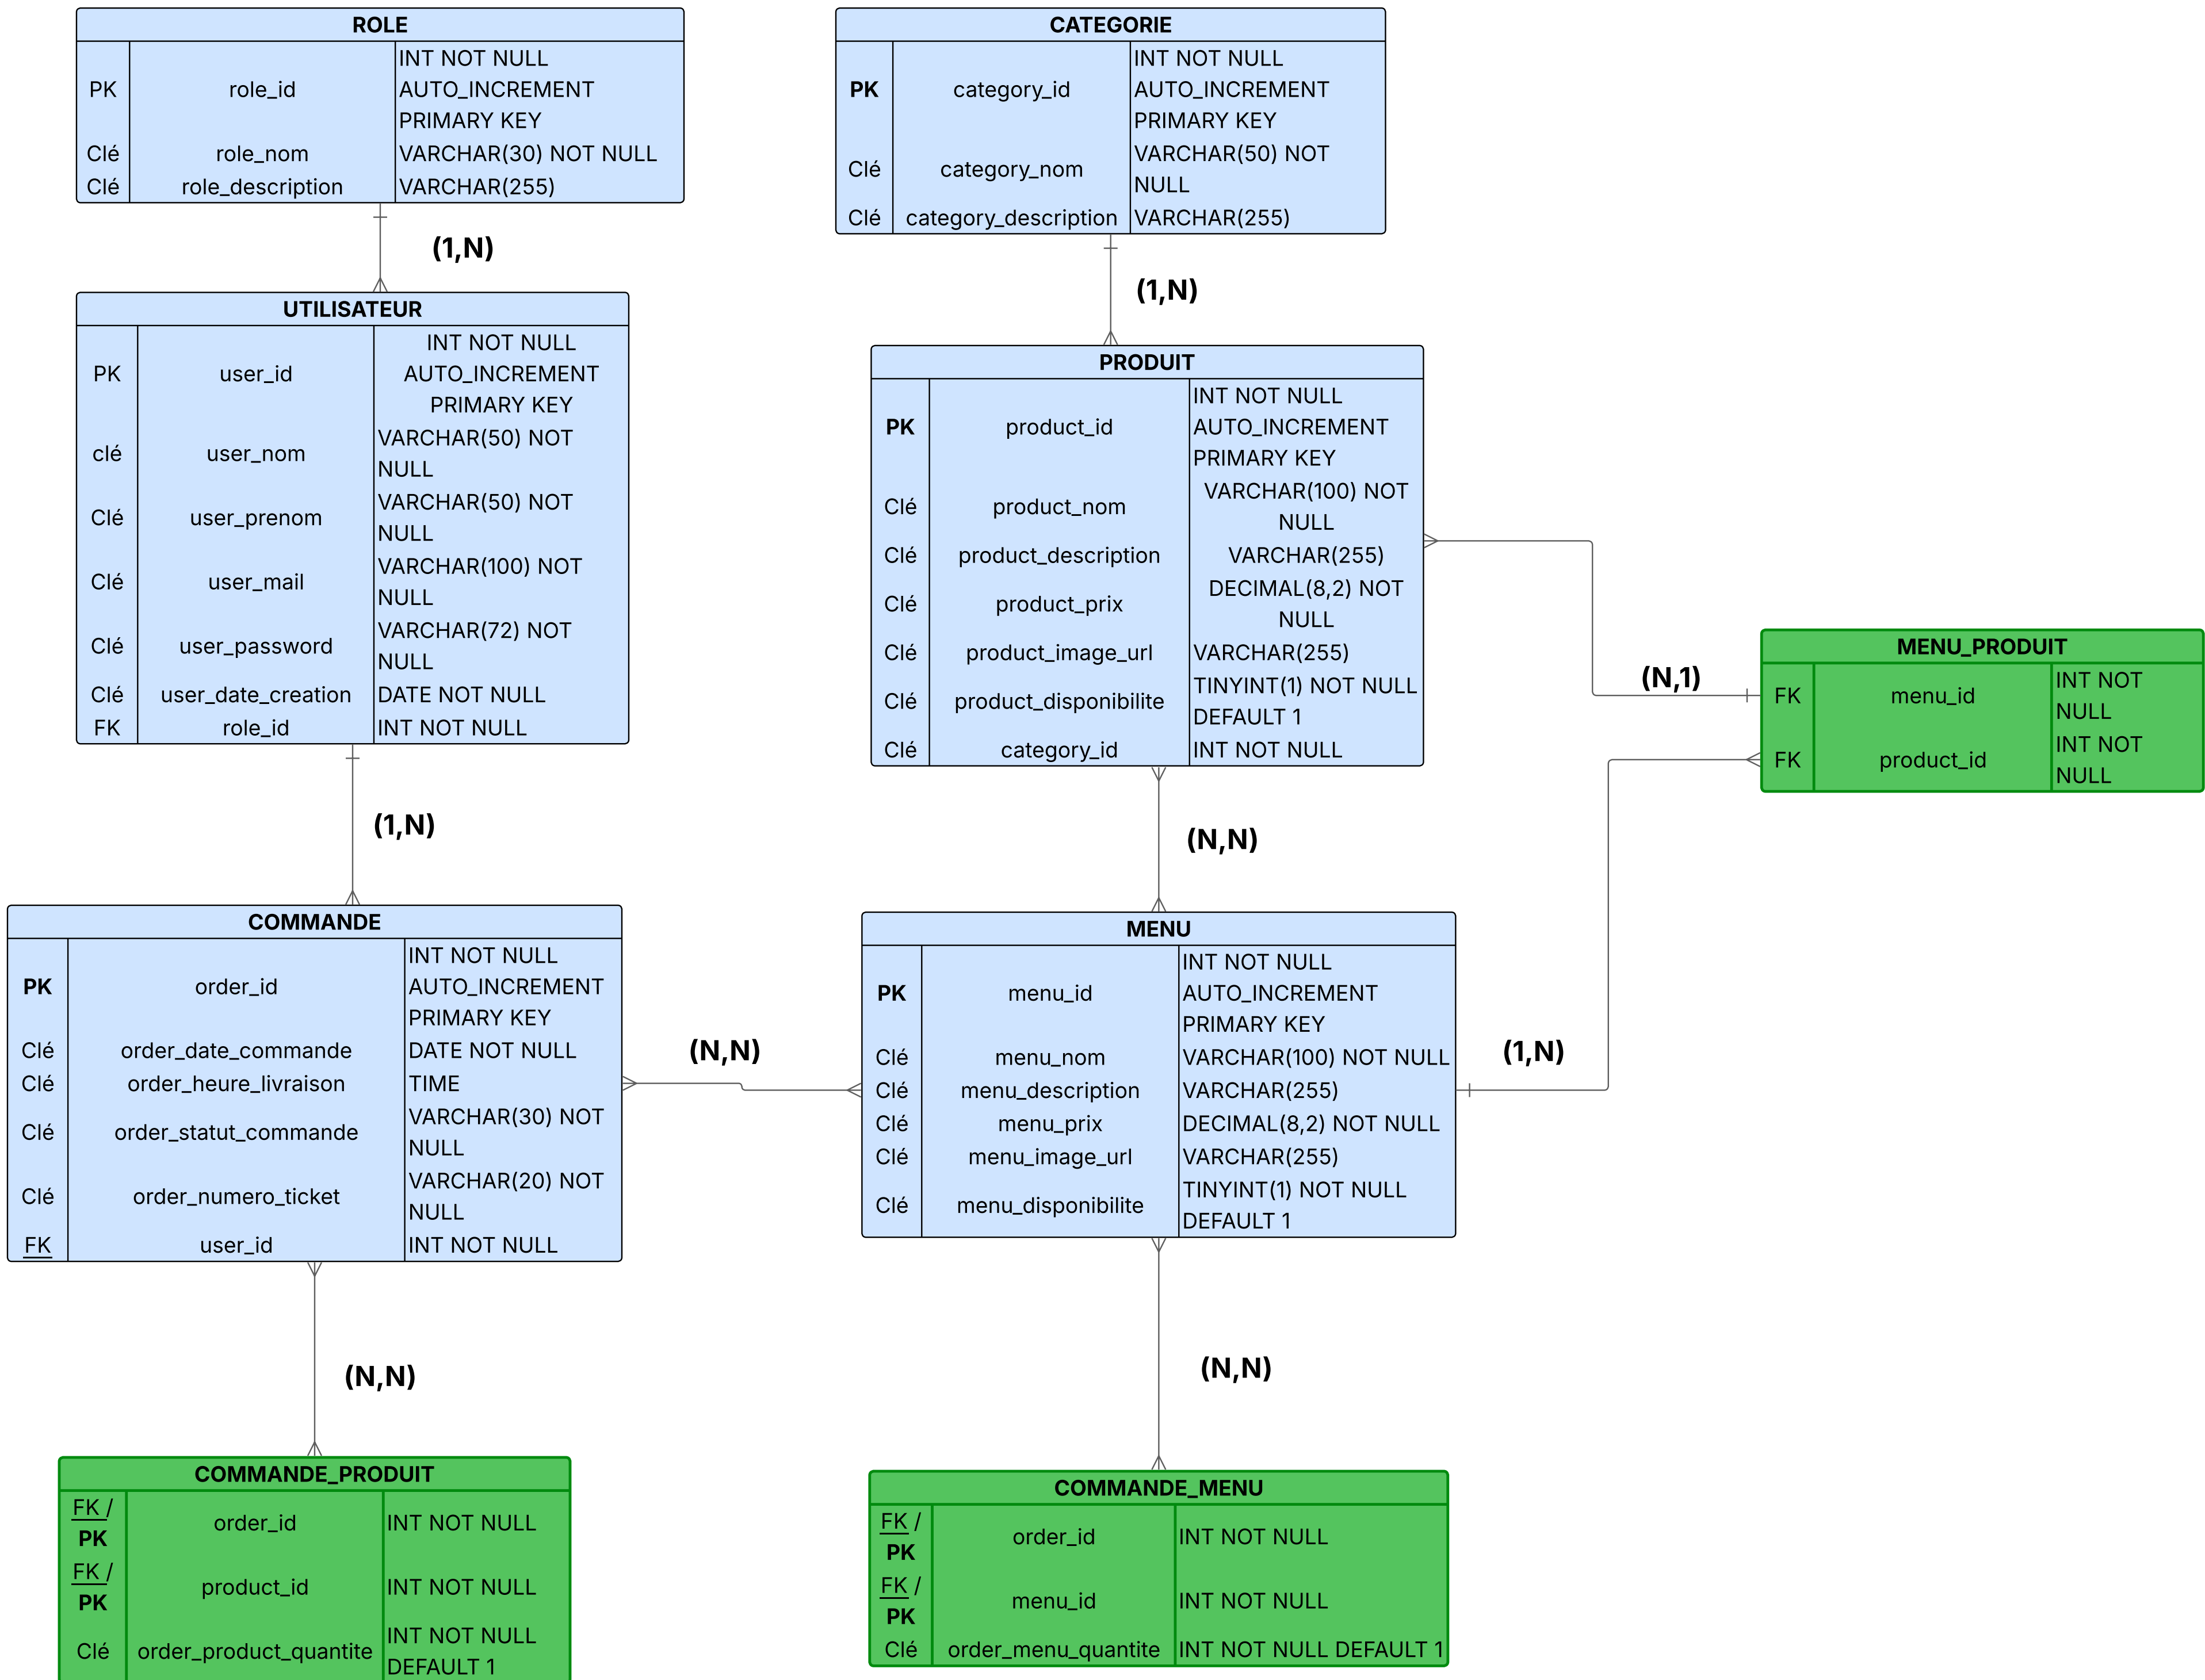 ROLE
PK role_id INT NOT NULL
AUTO_INCREMENT
PRIMARY KEY
Clé role_nom VARCHAR(30) NOT NULL
Clé role_description VARCHAR(255)
(1,N)
UTILISATEUR
PK user_id INT NOT NULL
AUTO_INCREMENT
PRIMARY KEY
clé user_nom VARCHAR(50) NOT
NULL
Clé user_prenom VARCHAR(50) NOT
NULL
Clé user_mail VARCHAR(100) NOT
NULL
Clé user_password VARCHAR(72) NOT
NULL
Clé user_date_creation DATE NOT NULL
FK role_id INT NOT NULL
(1,N)
COMMANDE
PK order_id INT NOT NULL
AUTO_INCREMENT
PRIMARY KEY
Clé order_date_commande DATE NOT NULL
Clé order_heure_livraison TIME
Clé order_statut_commande VARCHAR(30) NOT
NULL
Clé order_numero_ticket VARCHAR(20) NOT
NULL
FK user_id INT NOT NULL
(N,N)
(N,N)
COMMANDE_PRODUIT
FK /
PK order_id INT NOT NULL
FK /
PK product_id INT NOT NULL
Clé order_product_quantite INT NOT NULL
DEFAULT 1
CATEGORIE
PK category_id INT NOT NULL
AUTO_INCREMENT
PRIMARY KEY
Clé category_nom VARCHAR(50) NOT
NULL
Clé category_description VARCHAR(255)
(1,N)
PRODUIT
PK product_id INT NOT NULL
AUTO_INCREMENT
PRIMARY KEY
Clé product_nom VARCHAR(100) NOT
NULL
Clé product_description VARCHAR(255)
Clé product_prix DECIMAL(8,2) NOT
NULL
Clé product_image_url VARCHAR(255)
Clé product_disponibilite TINYINT(1) NOT NULL
DEFAULT 1
Clé category_id INT NOT NULL
(N,N)
MENU
PK menu_id INT NOT NULL
AUTO_INCREMENT
PRIMARY KEY
Clé menu_nom VARCHAR(100) NOT NULL
Clé menu_description VARCHAR(255)
Clé menu_prix DECIMAL(8,2) NOT NULL
Clé menu_image_url VARCHAR(255)
Clé menu_disponibilite TINYINT(1) NOT NULL
DEFAULT 1
(N,N)
COMMANDE_MENU
FK /
PK order_id INT NOT NULL
FK /
PK menu_id INT NOT NULL
Clé order_menu_quantite INT NOT NULL DEFAULT 1
(N,1)
MENU_PRODUIT
FK menu_id INT NOT
NULL
FK product_id INT NOT
NULL
(1,N)